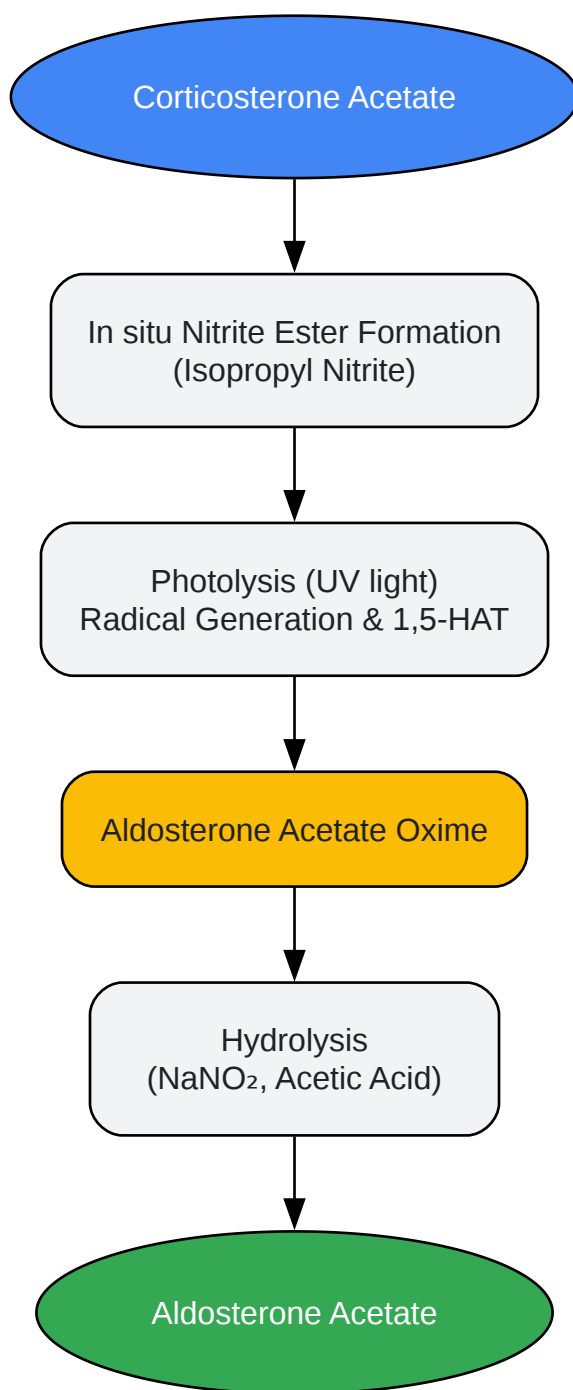 Corticosterone Acetate
In situ Nitrite Ester Formation
(Isopropyl Nitrite)
Photolysis (UV light)
Radical Generation & 1,5-HAT
Aldosterone Acetate Oxime
Hydrolysis
(NaNO₂, Acetic Acid)
Aldosterone Acetate